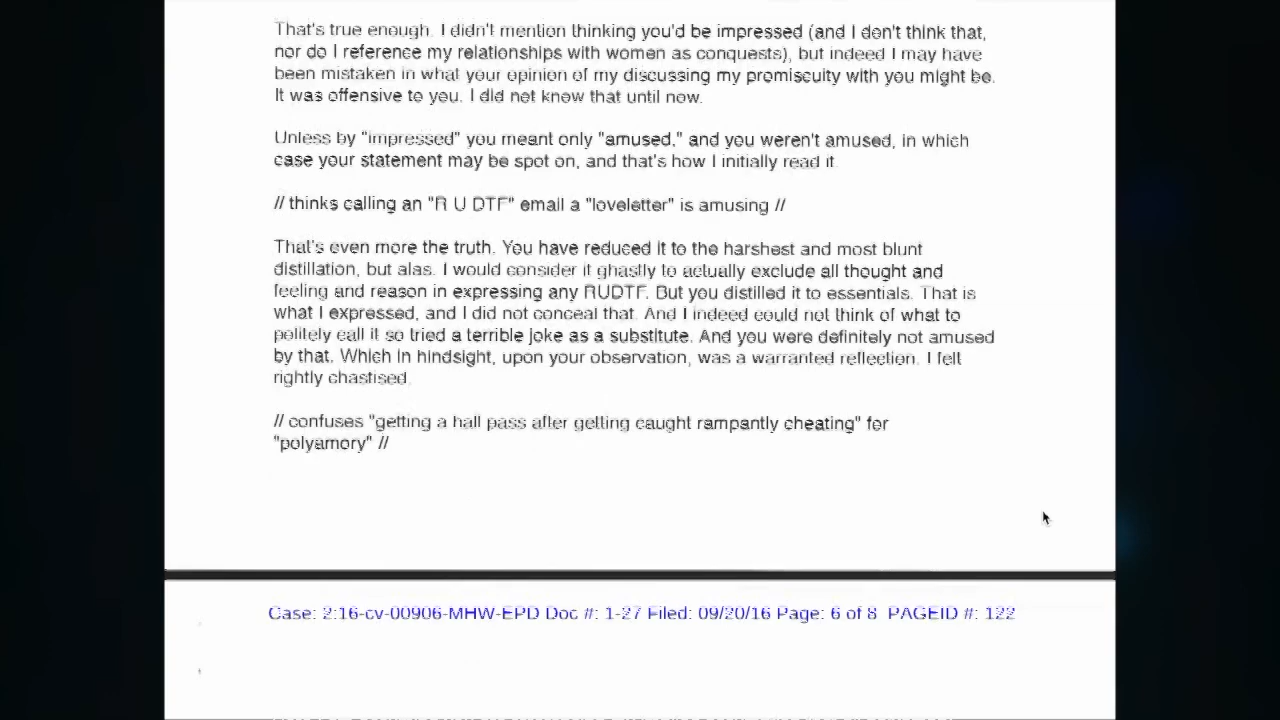 That's true enough. I didn't mention thinking you'd be impressed (and I don't think that,
nor do I reference my relationships with women as conquests), but indeed I may have
been mistaken in what your opinion of my discussing my promiscuity with you might be.
It was offensive to you. I did not know that until now.
Unless by "impressed" you meant only "amused," and you weren't amused, in which
case your statement may be spot on, and that's how I initially read it.
// thinks calling an "R U DTF" email a "loveletter" is amusing //
That's even more the truth. You have reduced it to the harshest and most blunt
distillation, but alas. I would consider it ghastly to actually exclude all thought and
feeling and reason in expressing any RUDTF. But you distilled it to essentials. That is
what I expressed, and I did not conceal that. And I indeed could not think of what to
politely call it so tried a terrible joke as a substitute. And you were definitely not amused
by that. Which in hindsight, upon your observation, was a warranted reflection. I felt
rightly chastised.
// confuses "getting a hall pass after getting caught rampantly cheating" for
"polyamory" //
Case: 2:16-cv-00906-MHW-EPD Doc #: 1-27 Filed: 09/20/16 Page: 6 of 8 PAGEID #: 122